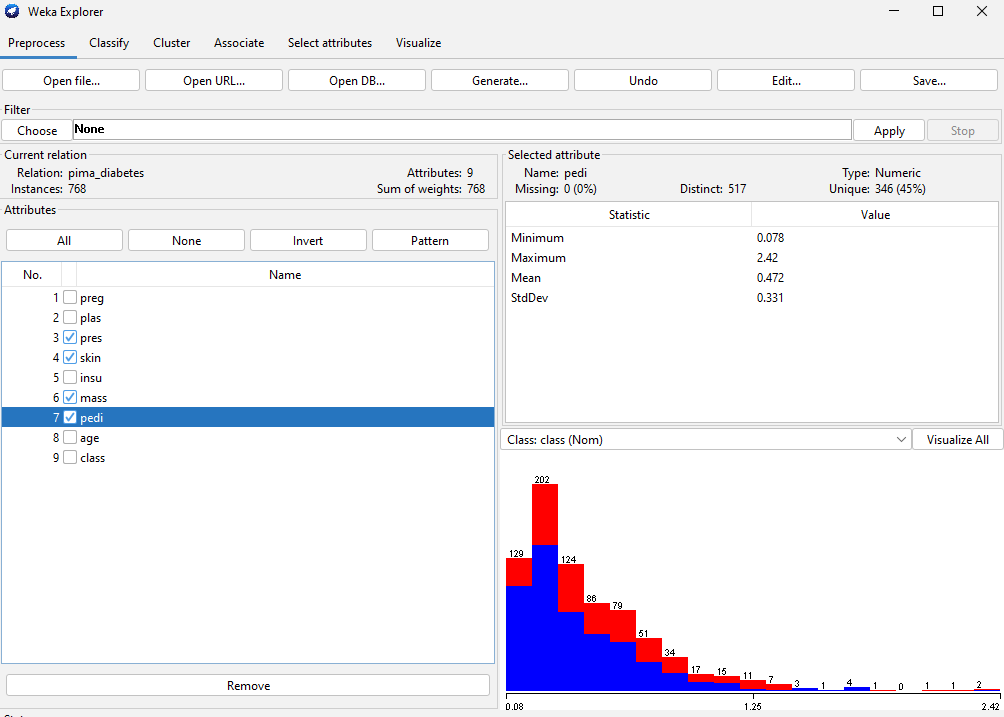 Weka Explorer
Preprocess Classify Cluster Associate Select attributes Visualize
Open file... Open URL... Open DB... Generate... Undo Edit... Save...
Filter
Choose None Apply Stop
Current relation
Relation: pima_diabetes Attributes: 9
Instances: 768 Sum of weights: 768
Attributes
All None Invert Pattern
No. Name
1 preg
2 plas
3 pres
4 skin
5 insu
6 mass
7 pedi
8 age
9 class
Remove
Selected attribute
Name: pedi Type: Numeric
Missing: 0 (0%) Distinct: 517 Unique: 346 (45%)
Statistic Value
Minimum 0.078
Maximum 2.42
Mean 0.472
StdDev 0.331
Class: class (Nom) Visualize All
129 202 124 86 79 51 34 17 15 11 7 3 1 4 1 0 1 1 2
0.08 1.25 2.42